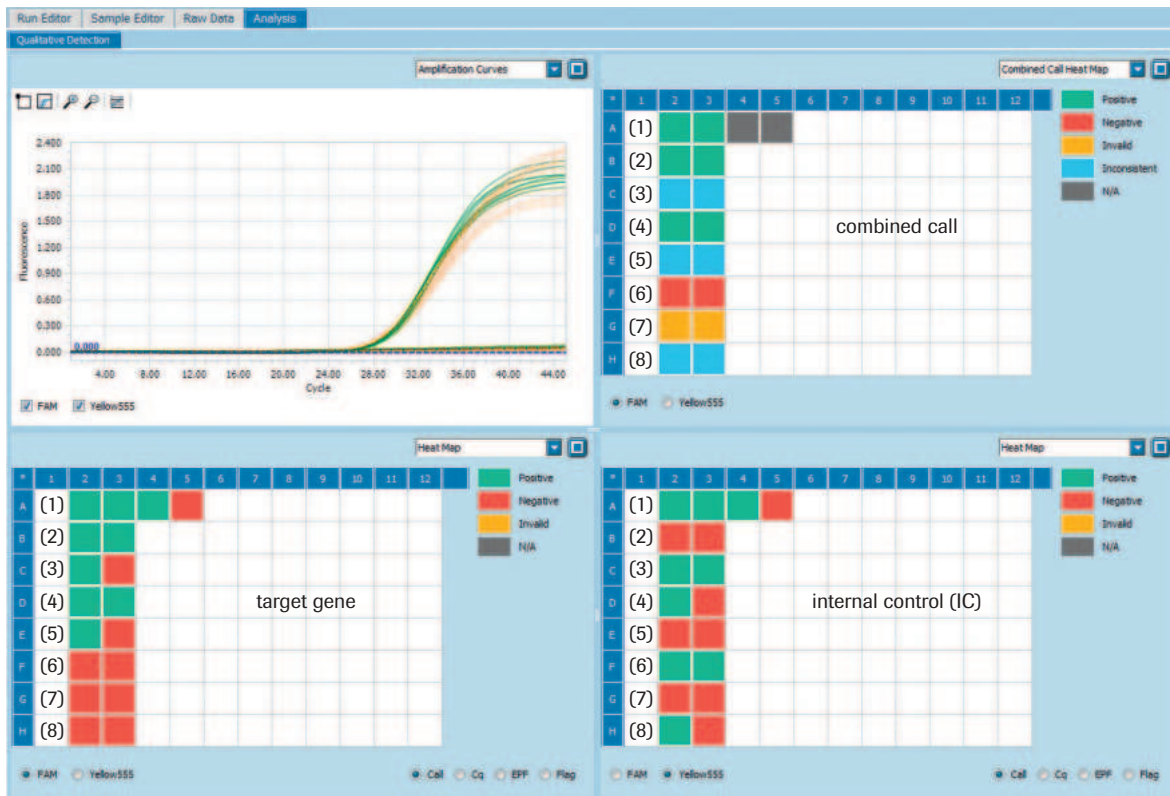 Run Editor Sample Editor Raw Data Analysis
Qualitative Detection
Amplification Curves
2.400
2.100
1.800
1.500
1.200
0.900
0.600
0.300
0.000
0.000
Fluorescence
4.00 8.00 12.00 16.00 20.00 24.00 28.00 32.00 36.00 40.00 44.00
Cycle
FAM Yellow555
Combined Call Heat Map
* 1 2 3 4 5 6 7 8 9 10 11 12
A (1)
B (2)
C (3)
D (4)
E (5)
F (6)
G (7)
H (8)
combined call
Positive
Negative
Invalid
Inconsistent
N/A
FAM Yellow555
Heat Map
* 1 2 3 4 5 6 7 8 9 10 11 12
A (1)
B (2)
C (3)
D (4)
E (5)
F (6)
G (7)
H (8)
target gene
Positive
Negative
Invalid
N/A
FAM Yellow555 Call Cq EPF Flag
Heat Map
* 1 2 3 4 5 6 7 8 9 10 11 12
A (1)
B (2)
C (3)
D (4)
E (5)
F (6)
G (7)
H (8)
internal control (IC)
Positive
Negative
Invalid
N/A
FAM Yellow555 Call Cq EPF Flag